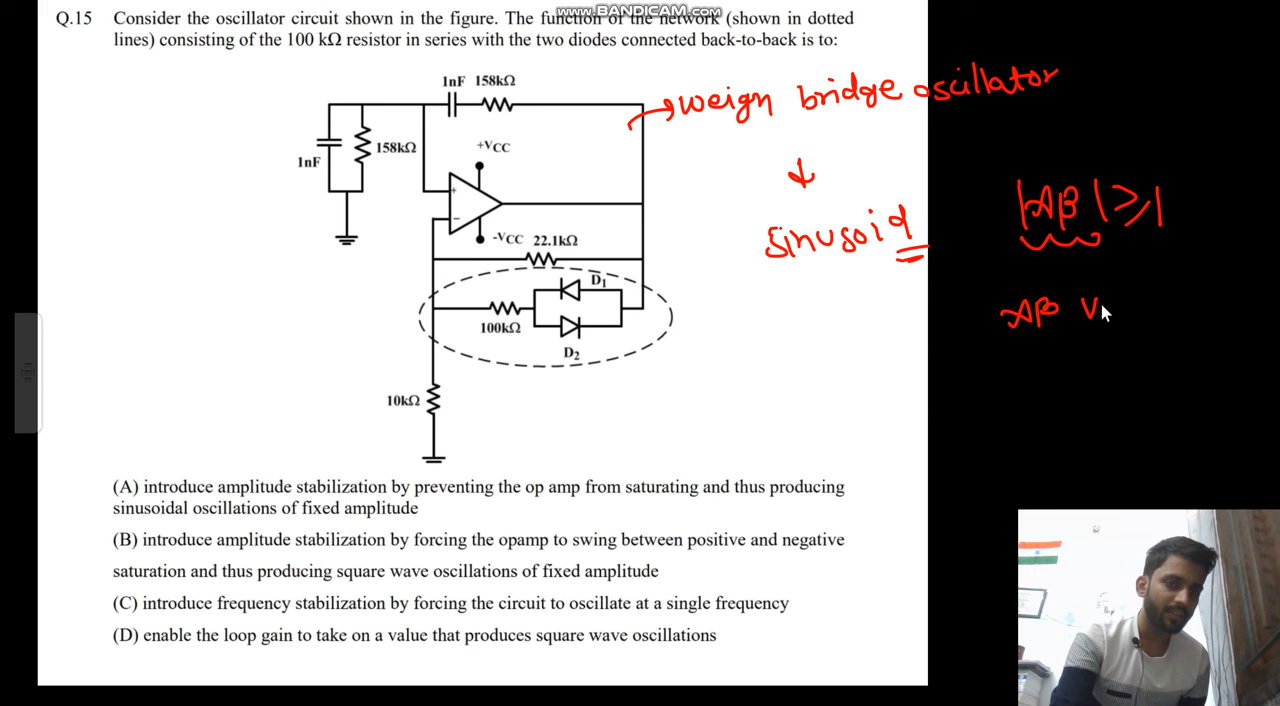 www.BANDICAM.com
Q.15 Consider the oscillator circuit shown in the figure. The function of the network (shown in dotted
lines) consisting of the 100 kΩ resistor in series with the two diodes connected back-to-back is to:
1nF 158kΩ
weign bridge oscillator
158kΩ
+VCC
1nF
+
|Aβ| ≥ 1
-
-VCC 22.1kΩ
sinusoid
D1
Aβ V
100kΩ
D2
10kΩ
(A) introduce amplitude stabilization by preventing the op amp from saturating and thus producing
sinusoidal oscillations of fixed amplitude
(B) introduce amplitude stabilization by forcing the opamp to swing between positive and negative
saturation and thus producing square wave oscillations of fixed amplitude
(C) introduce frequency stabilization by forcing the circuit to oscillate at a single frequency
(D) enable the loop gain to take on a value that produces square wave oscillations